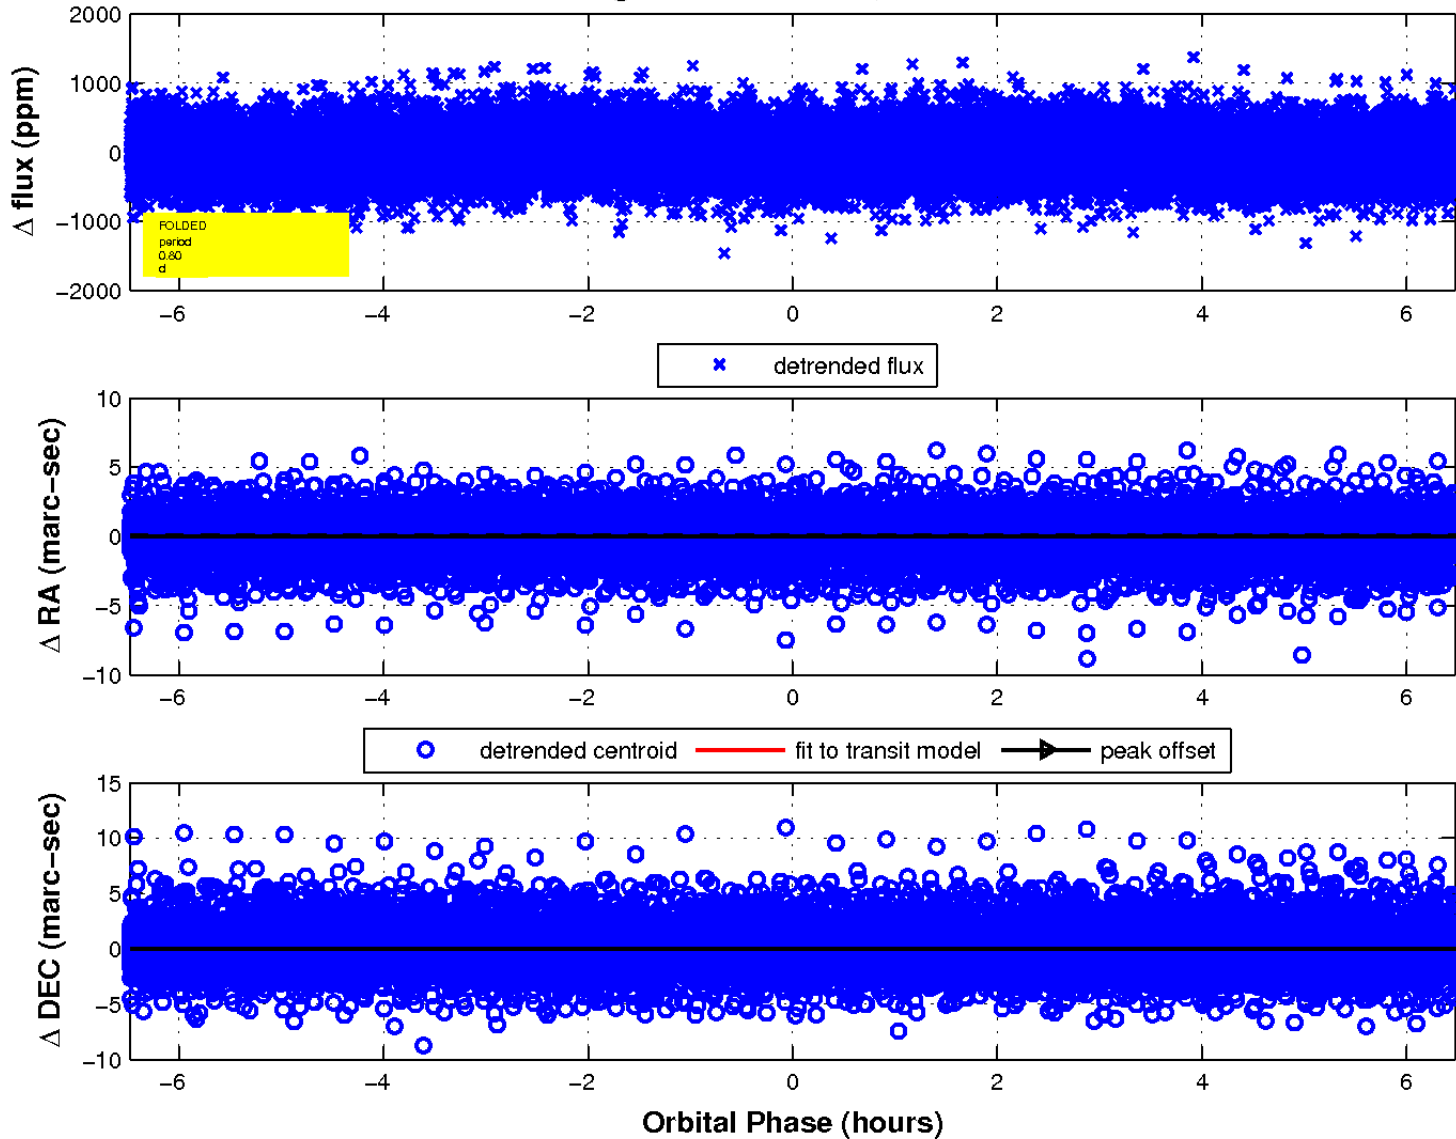 2000
1000
0
−1000
−2000
Δ flux (ppm)
FOLDED
period
0.80
d
−6 −4 −2 0 2 4 6
detrended flux
10
5
0
−5
−10
Δ RA (marc−sec)
−6 −4 −2 0 2 4 6
detrended centroid fit to transit model peak offset
15
10
5
0
−5
−10
Δ DEC (marc−sec)
−6 −4 −2 0 2 4 6
Orbital Phase (hours)